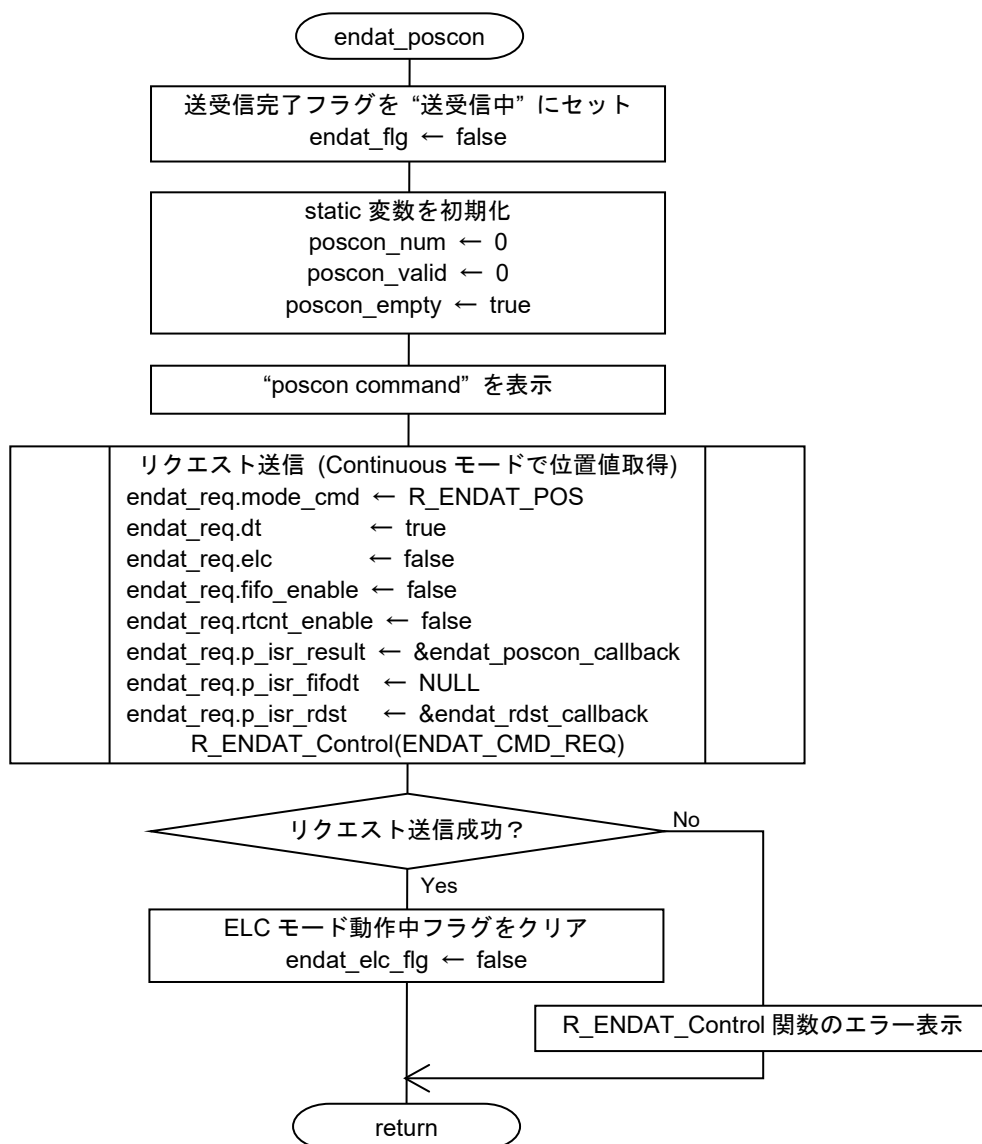 endat_poscon
送受信完了フラグを “送受信中” にセット
endat_flg ← false
static 変数を初期化
poscon_num ← 0
poscon_valid ← 0
poscon_empty ← true
“poscon command” を表示
リクエスト送信 (Continuous モードで位置値取得)
endat_req.mode_cmd ← R_ENDAT_POS
endat_req.dt ← true
endat_req.elc ← false
endat_req.fifo_enable ← false
endat_req.rtcnt_enable ← false
endat_req.p_isr_result ← &endat_poscon_callback
endat_req.p_isr_fifodt ← NULL
endat_req.p_isr_rdst ← &endat_rdst_callback
R_ENDAT_Control(ENDAT_CMD_REQ)
リクエスト送信成功？
No
Yes
ELC モード動作中フラグをクリア
endat_elc_flg ← false
R_ENDAT_Control 関数のエラー表示
return